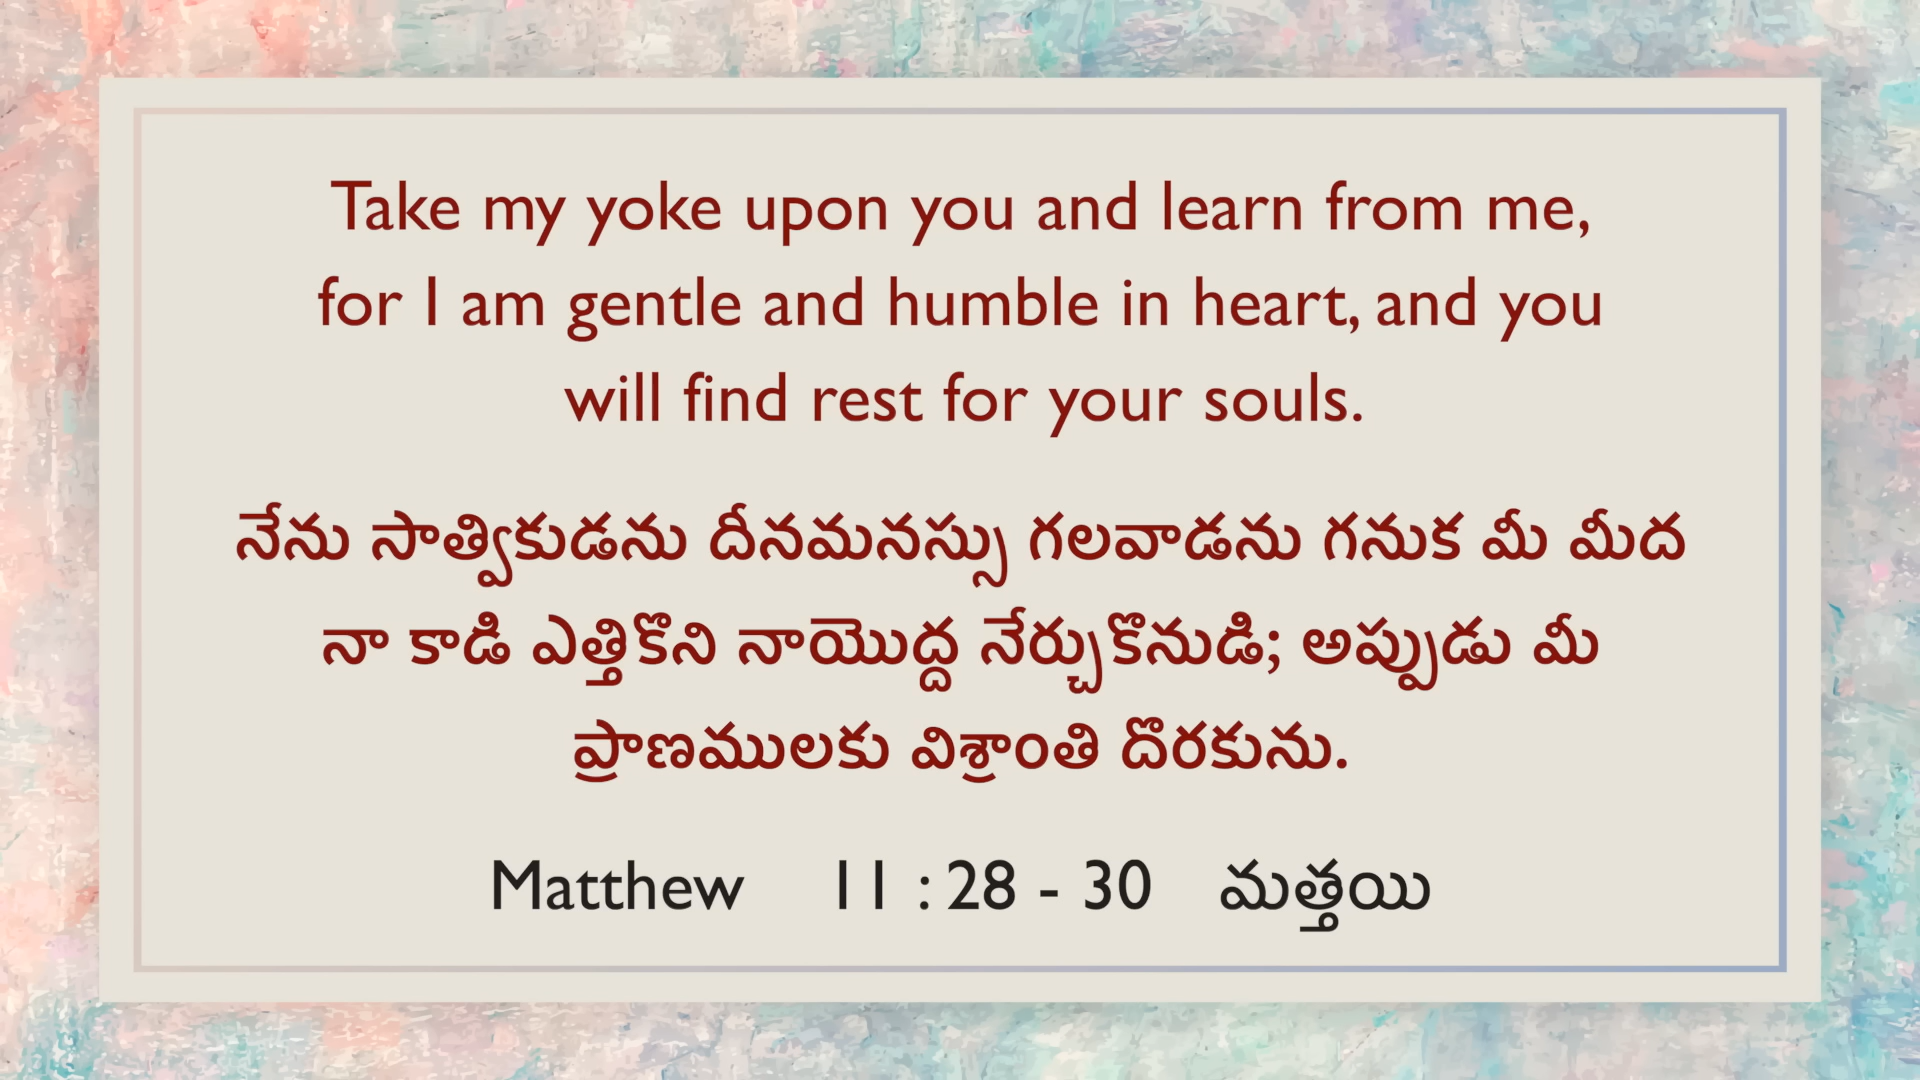 Take my yoke upon you and learn from me,
for I am gentle and humble in heart, and you
will find rest for your souls.
నేను సాత్వికుడను దీనమనస్సు గలవాడను గనుక మీ మీద
నా కాడి ఎత్తికొని నాయొద్ద నేర్చుకొనుడి; అప్పుడు మీ
ప్రాణములకు విశ్రాంతి దొరకును.
Matthew 11 : 28 - 30 మత్తయి